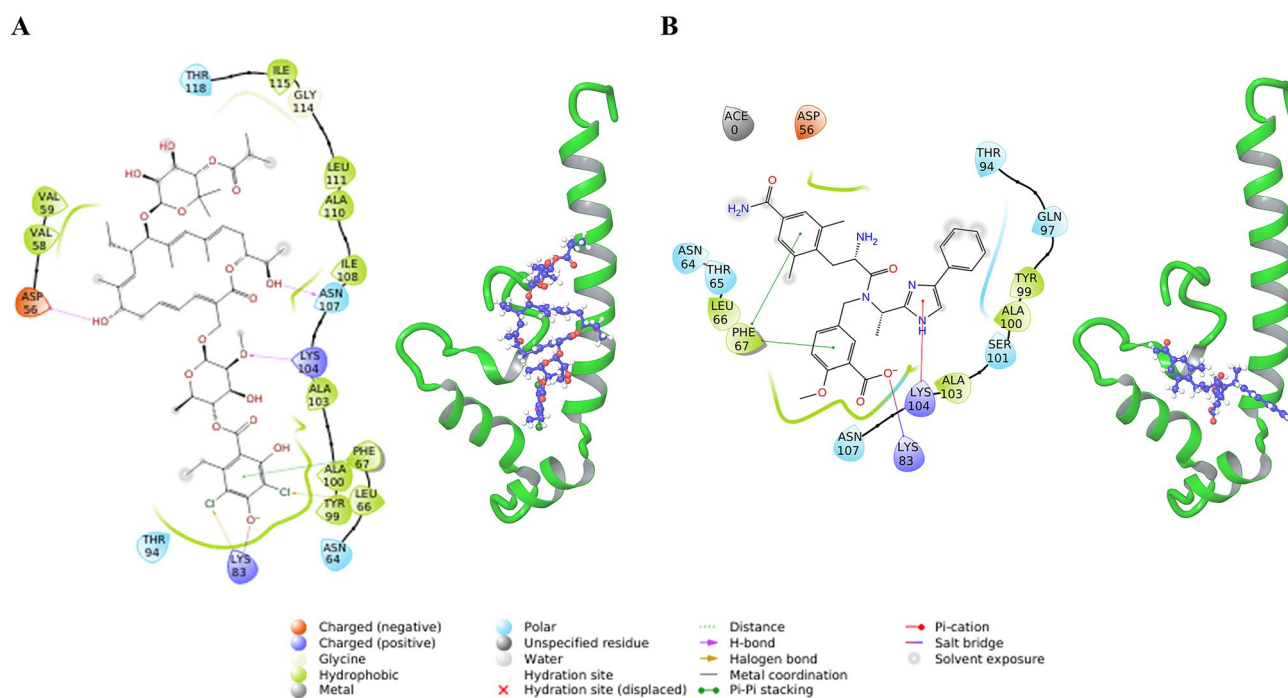 A
B
THR
118
ILE
115
GLY
114
LEU
111
ALA
110
ILE
108
ASN
107
LYS
104
ALA
103
PHE
67
ALA
100
LEU
66
TYR
99
ASN
64
LYS
83
THR
94
VAL
59
VAL
58
ASP
56
HO
HO
O
O
O
O
O
O
OH
HO
O
O
O
OH
O
O
OH
Cl
Cl
O⁻
ACE
0
ASP
56
THR
94
GLN
97
TYR
99
ALA
100
SER
101
ALA
103
LYS
104
LYS
83
ASN
107
ASN
64
THR
65
LEU
66
PHE
67
O
H₂N
NH₂
O
N
N
NH
O⁻
O
O
Charged (negative)
Charged (positive)
Glycine
Hydrophobic
Metal
Polar
Unspecified residue
Water
Hydration site
Hydration site (displaced)
Distance
H-bond
Halogen bond
Metal coordination
Pi-Pi stacking
Pi-cation
Salt bridge
Solvent exposure